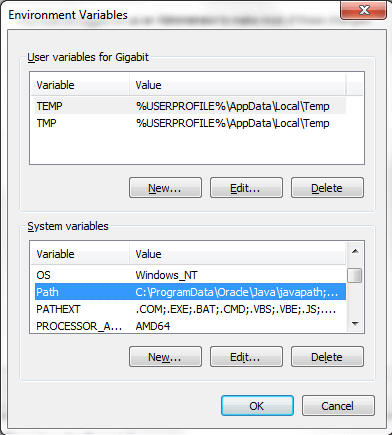 Environment Variables
User variables for Gigabit
Variable Value
TEMP %USERPROFILE%\AppData\Local\Temp
TMP %USERPROFILE%\AppData\Local\Temp
New... Edit... Delete
System variables
Variable Value
OS Windows_NT
Path C:\ProgramData\Oracle\Java\javapath;...
PATHEXT .COM;.EXE;.BAT;.CMD;.VBS;.VBE;.JS;....
PROCESSOR_A... AMD64
New... Edit... Delete
OK Cancel